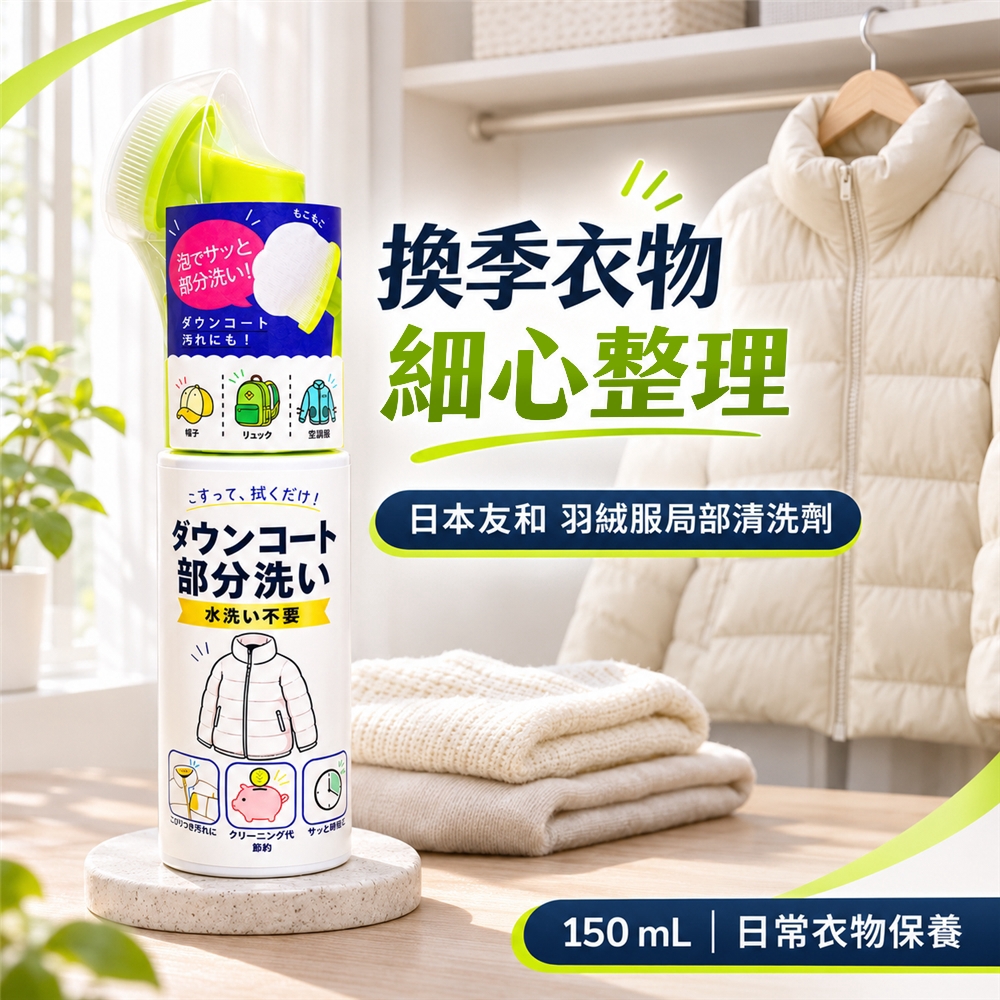 もこもこ
泡でサッと
部分洗い!
ダウンコート
汚れにも！
帽子
リュック
空調服
こすって、拭くだけ！
ダウンコート
部分洗い
水洗い不要
こびりつき汚れに
クリーニング代
節約
サッと時短に
換季衣物
細心整理
日本友和 羽絨服局部清洗劑
150 mL｜日常衣物保養